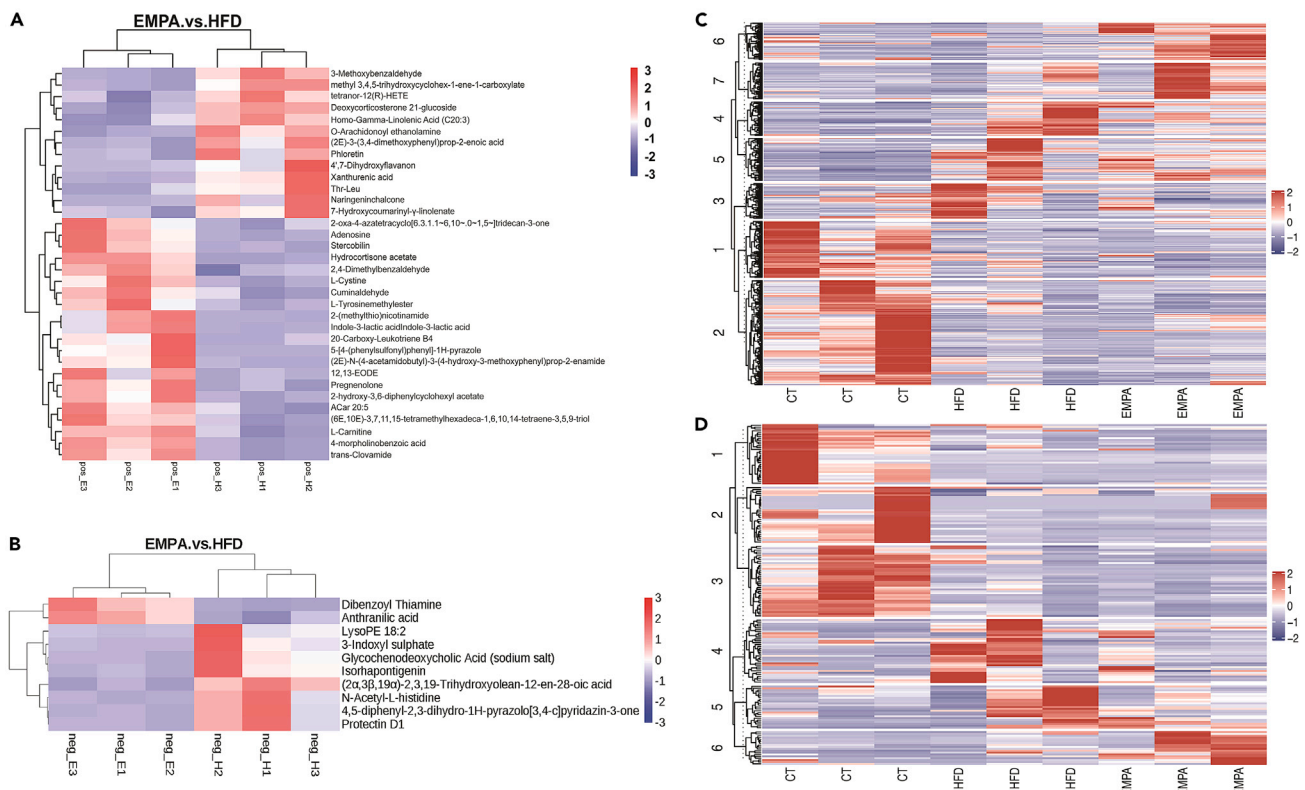 A
EMPA.vs.HFD
3-Methoxybenzaldehyde
methyl 3,4,5-trihydroxycyclohex-1-ene-1-carboxylate
tetranor-12(R)-HETE
Deoxycorticosterone 21-glucoside
Homo-Gamma-Linolenic Acid (C20:3)
O-Arachidonoyl ethanolamine
(2E)-3-(3,4-dimethoxyphenyl)prop-2-enoic acid
Phloretin
4',7-Dihydroxyflavanon
Xanthurenic acid
Thr-Leu
Naringeninchalcone
7-Hydroxycoumarinyl-γ-linolenate
2-oxa-4-azatetracyclo[6.3.1.1~6,10~.0~1,5~]tridecan-3-one
Adenosine
Stercobilin
Hydrocortisone acetate
2,4-Dimethylbenzaldehyde
L-Cystine
Cuminaldehyde
L-Tyrosinemethylester
2-(methylthio)nicotinamide
Indole-3-lactic acidIndole-3-lactic acid
20-Carboxy-Leukotriene B4
5-[4-(phenylsulfonyl)phenyl]-1H-pyrazole
(2E)-N-(4-acetamidobutyl)-3-(4-hydroxy-3-methoxyphenyl)prop-2-enamide
12,13-EODE
Pregnenolone
2-hydroxy-3,6-diphenylcyclohexyl acetate
ACar 20:5
(6E,10E)-3,7,11,15-tetramethylhexadeca-1,6,10,14-tetraene-3,5,9-triol
L-Carnitine
4-morpholinobenzoic acid
trans-Clovamide
pos_E3 pos_E2 pos_E1 pos_H3 pos_H1 pos_H2
3
2
1
0
-1
-2
-3
B
EMPA.vs.HFD
Dibenzoyl Thiamine
Anthranilic acid
LysoPE 18:2
3-Indoxyl sulphate
Glycochenodeoxycholic Acid (sodium salt)
Isorhapontigenin
(2α,3β,19α)-2,3,19-Trihydroxyolean-12-en-28-oic acid
N-Acetyl-L-histidine
4,5-diphenyl-2,3-dihydro-1H-pyrazolo[3,4-c]pyridazin-3-one
Protectin D1
neg_E3 neg_E1 neg_E2 neg_H2 neg_H1 neg_H3
3
2
1
0
-1
-2
-3
C
6
7
4
5
3
1
2
CT CT CT HFD HFD HFD EMPA EMPA EMPA
2
1
0
−1
−2
D
1
2
3
4
5
6
CT CT CT HFD HFD HFD MPA MPA MPA
2
1
0
−1
−2